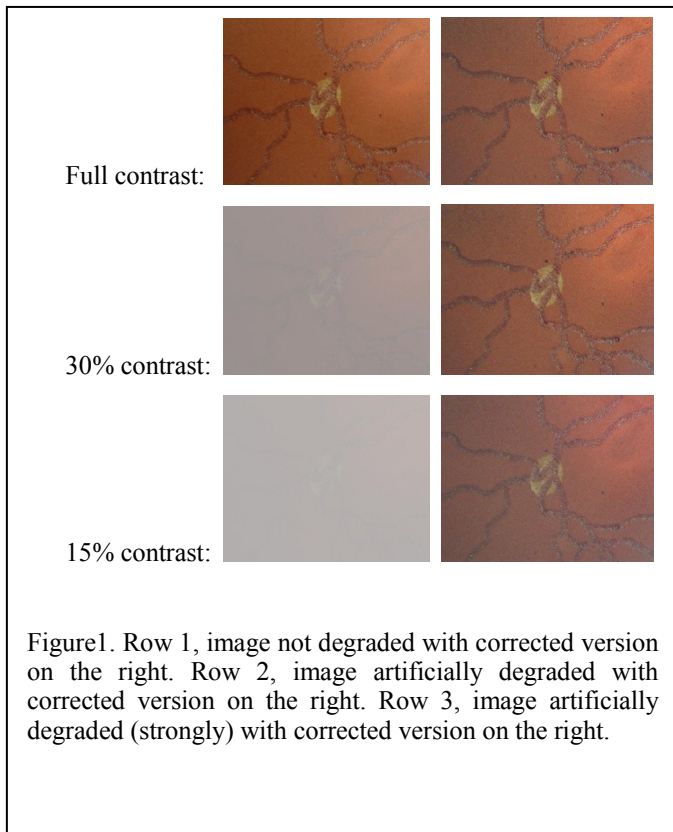 Full contrast:
30% contrast:
15% contrast:
Figure1. Row 1, image not degraded with corrected version
on the right. Row 2, image artificially degraded with
corrected version on the right. Row 3, image artificially
degraded (strongly) with corrected version on the right.